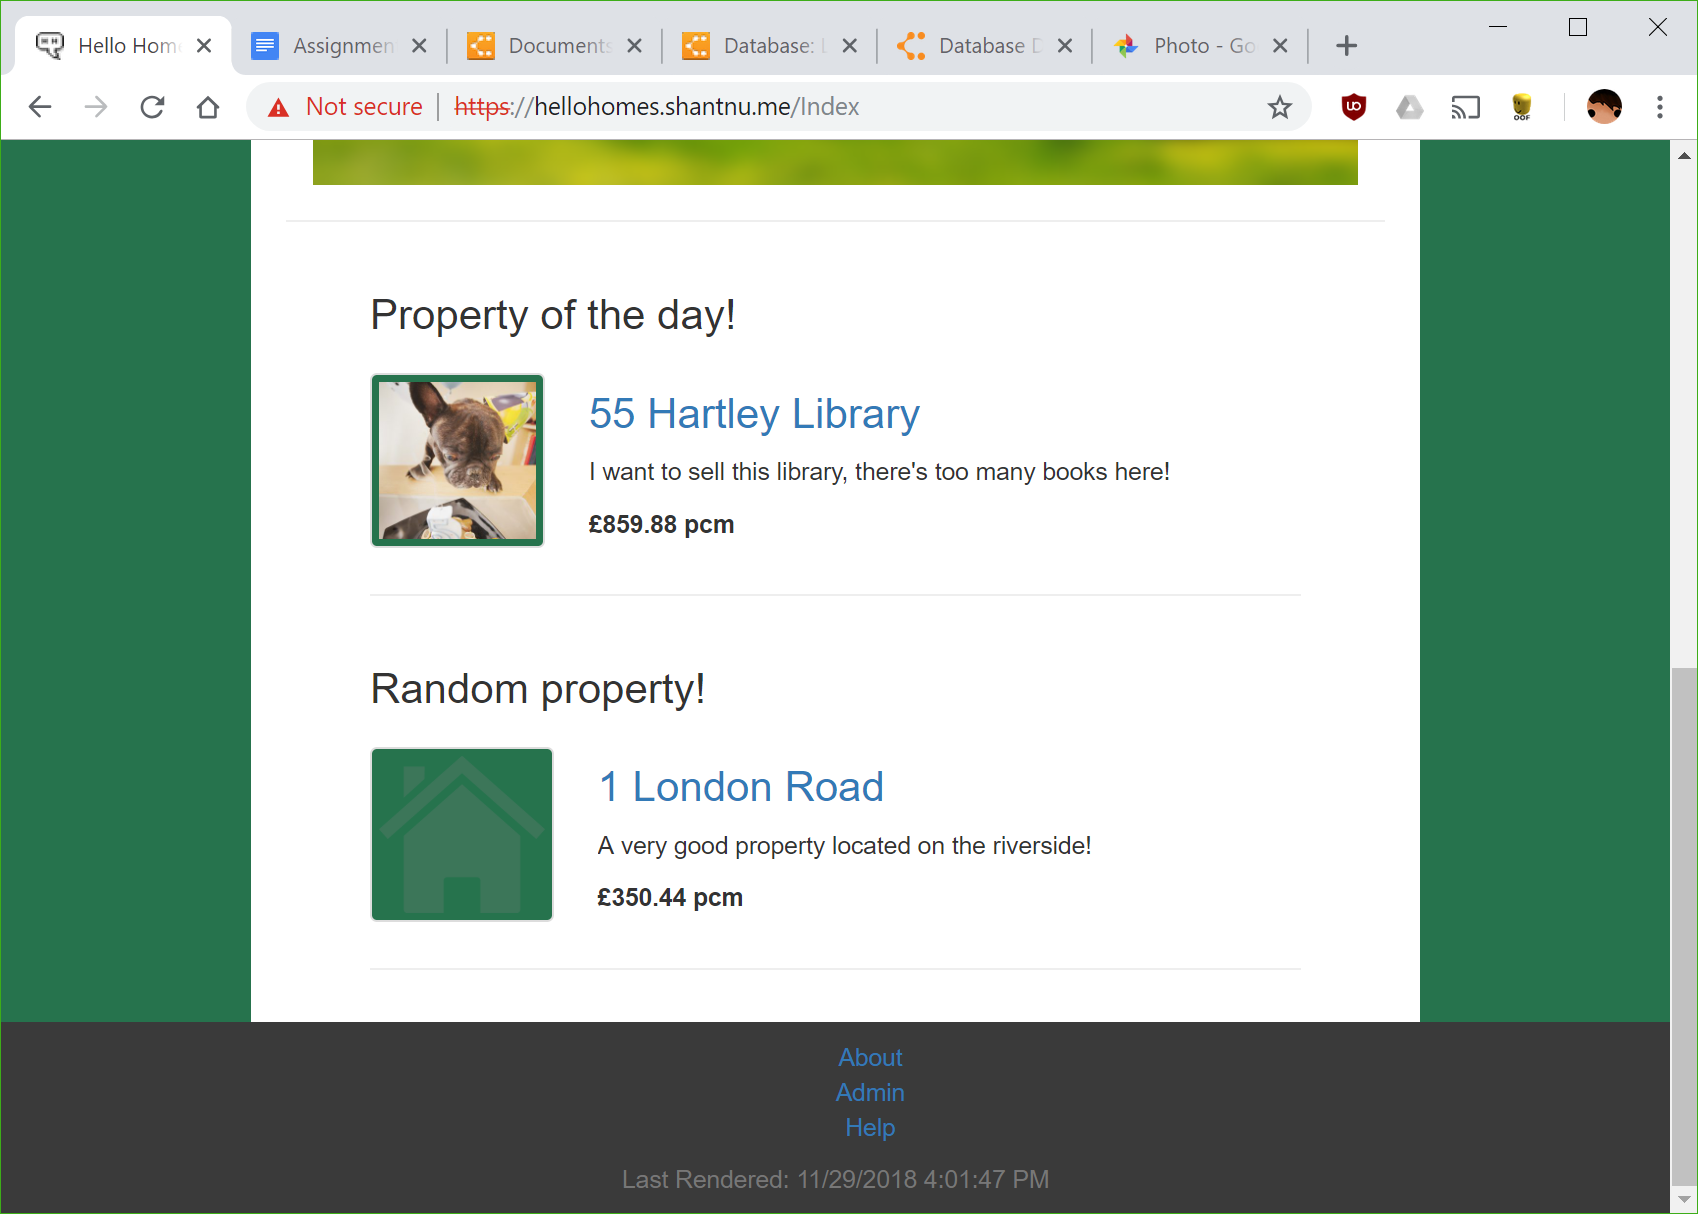 Hello Hom
Assignmen
Documents
Database:
Database D
Photo - Go
Not secure
https://hellohomes.shantnu.me/Index
OOF
Property of the day!
55 Hartley Library
I want to sell this library, there's too many books here!
£859.88 pcm
Random property!
1 London Road
A very good property located on the riverside!
£350.44 pcm
About
Admin
Help
Last Rendered: 11/29/2018 4:01:47 PM